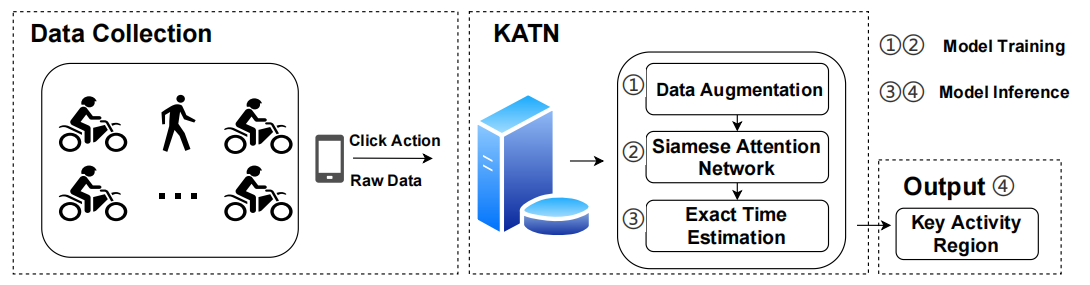 Data Collection
Click Action
Raw Data
KATN
① Data Augmentation
② Siamese Attention
Network
③ Exact Time
Estimation
①② Model Training
③④ Model Inference
Output ④
Key Activity
Region